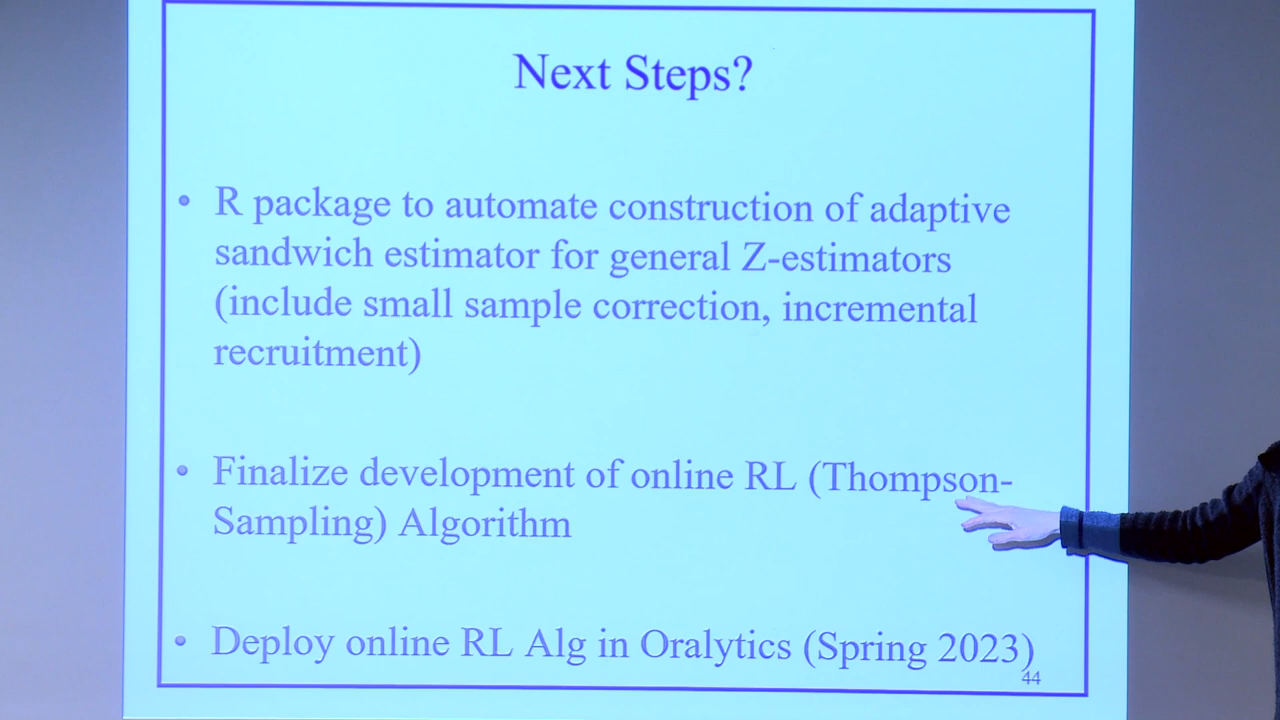 Next Steps?
• R package to automate construction of adaptive
sandwich estimator for general Z-estimators
(include small sample correction, incremental
recruitment)
• Finalize development of online RL (Thompson-
Sampling) Algorithm
• Deploy online RL Alg in Oralytics (Spring 2023)
44